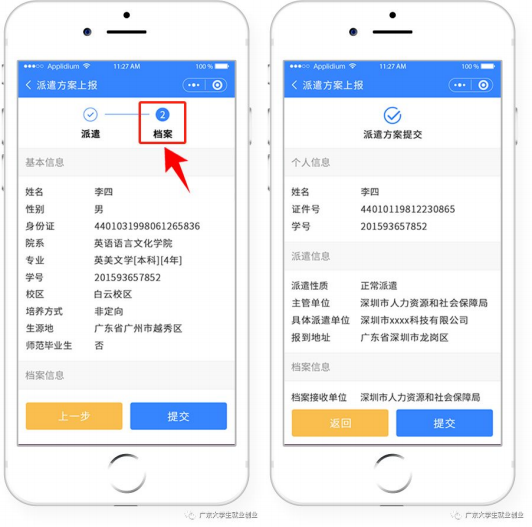 ●●●○○ Applidium 11:27 AM 100 %
派遣方案上报
2
派遣 档案
基本信息
姓名 李四
性别 男
身份证 4401031998061265836
院系 英语语言文化学院
专业 英美文学[本科][4年]
学号 201593657852
校区 白云校区
培养方式 非定向
生源地 广东省广州市越秀区
师范毕业生 否
档案信息
上一步 提交
●●●○○ Applidium 11:27 AM 100 %
派遣方案上报
派遣方案提交
个人信息
姓名 李四
证件号 44010119812230865
学号 201593657852
派遣信息
派遣性质 正常派遣
主管单位 深圳市人力资源和社会保障局
具体派遣单位 深圳市xxxx科技有限公司
报到地址 广东省深圳市龙岗区
档案信息
档案接收单位 深圳市人力资源和社会保障局
返回 提交
广东大学生就业创业
广东大学生就业创业